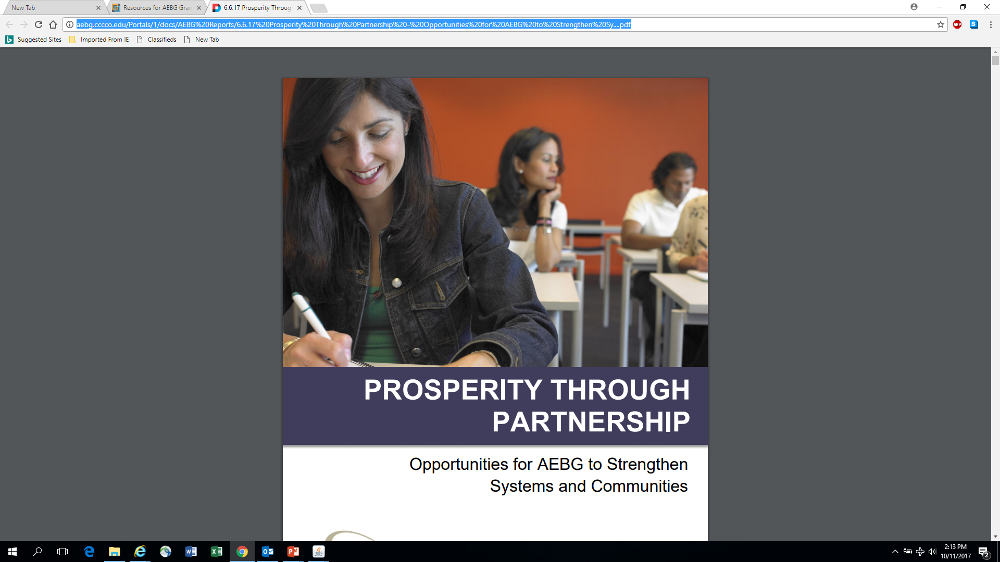 New Tab
Resources for AEBG Gran
6.6.17 Prosperity Throug
aebg.cccco.edu/Portals/1/docs/AEBG%20Reports/6.6.17%20Prosperity%20Through%20Partnership%20-%20Opportunities%20for%20AEBG%20to%20Strengthen%20Sy....pdf
ABP
S
Suggested Sites
Imported From IE
Classifieds
New Tab
PROSPERITY THROUGH
PARTNERSHIP
Opportunities for AEBG to Strengthen
Systems and Communities
2:13 PM
10/11/2017
2